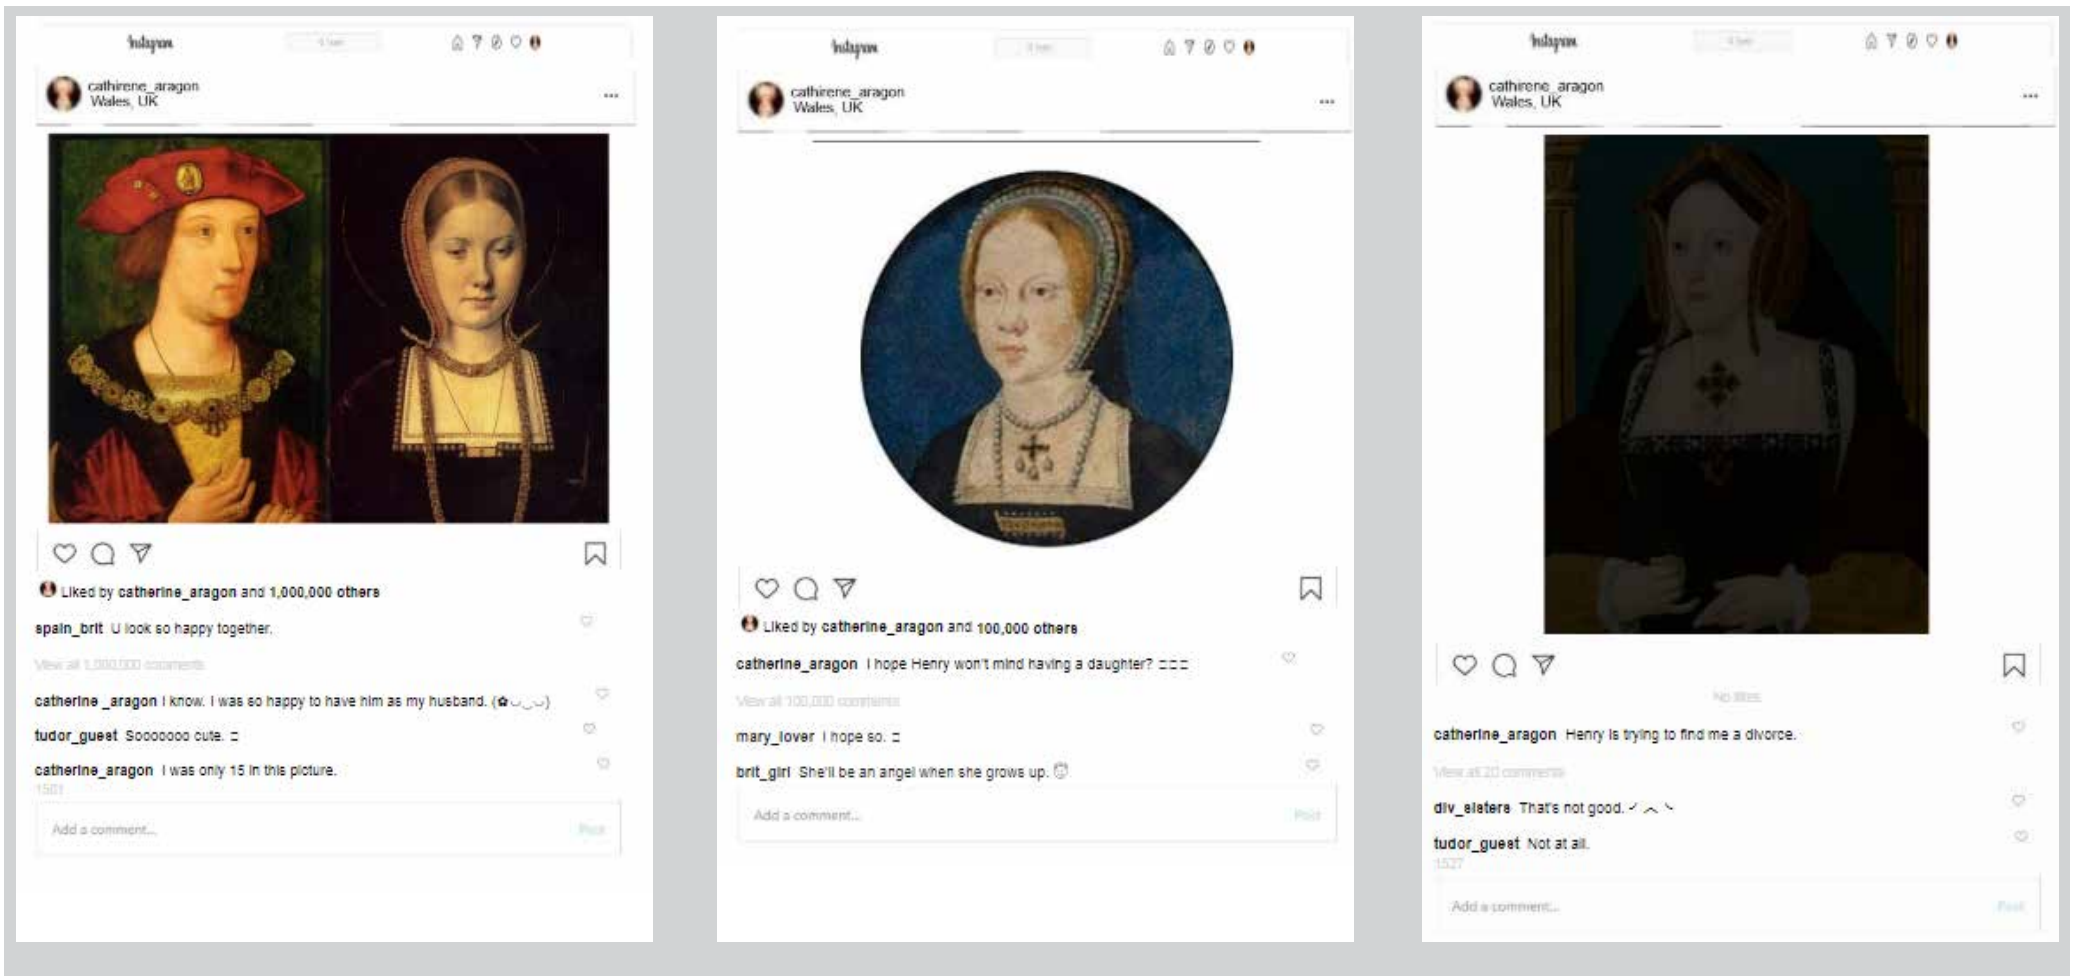 Instagram
cathirene_aragon
Wales, UK
Liked by catherine_aragon and 1,000,000 others
spain_brit U look so happy together.
View all 1,000,000 comments
catherine _aragon I know. I was so happy to have him as my husband. (✿◡‿◡)
tudor_guest Sooooooo cute.
catherine_aragon I was only 15 in this picture.
1501
Add a comment...
Post
Instagram
cathirene_aragon
Wales, UK
Liked by catherine_aragon and 100,000 others
catherine_aragon I hope Henry won't mind having a daughter?
View all 100,000 comments
mary_lover I hope so.
brit_girl She'll be an angel when she grows up.
Add a comment...
Post
Instagram
cathirene_aragon
Wales, UK
No likes
catherine_aragon Henry is trying to find me a divorce.
View all 20 comments
div_sisters That's not good.
tudor_guest Not at all.
1527
Add a comment...
Post